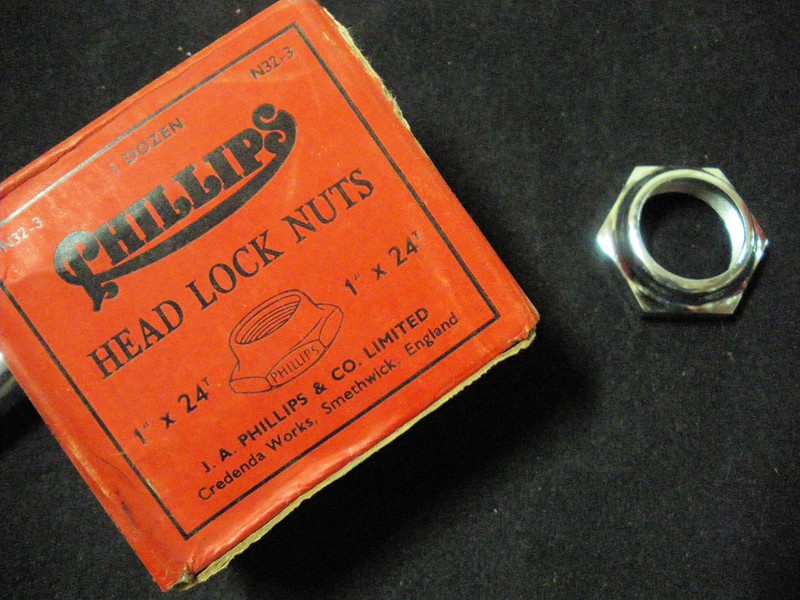 N32-3
1 DOZEN
N32-3
PHILLIPS
HEAD LOCK NUTS
1" x 24T
PHILLIPS
1" x 24T
J. A. PHILLIPS & CO. LIMITED
Credenda Works, Smethwick, England